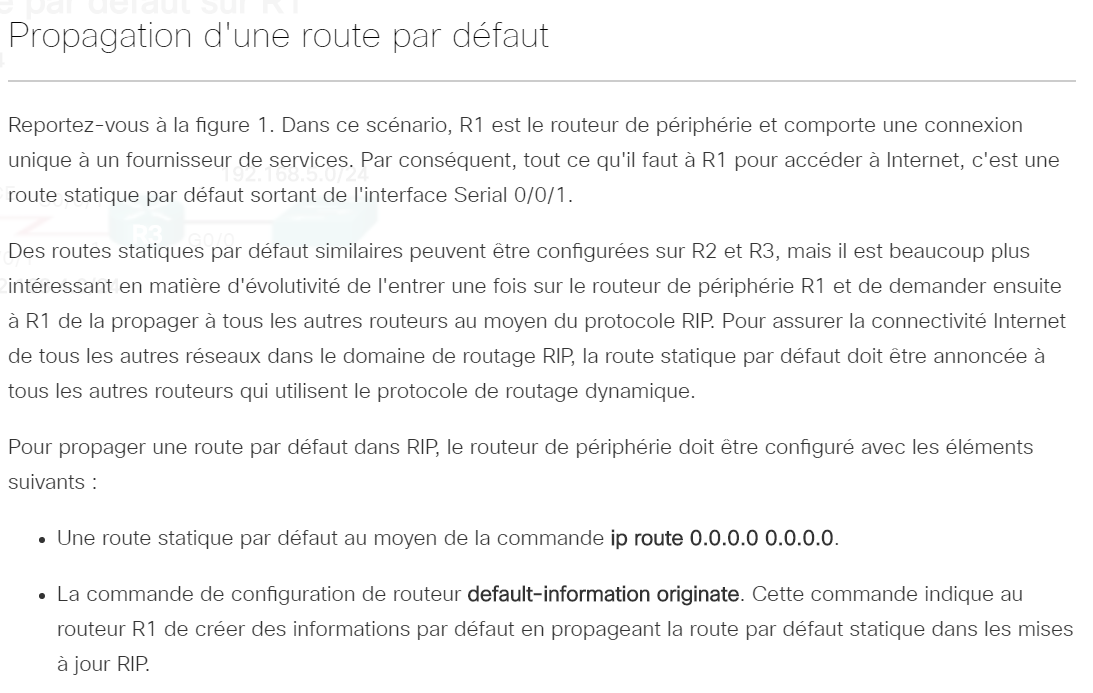 e par défaut sur R1
Propagation d'une route par défaut
Reportez-vous à la figure 1. Dans ce scénario, R1 est le routeur de périphérie et comporte une connexion
unique à un fournisseur de services. Par conséquent, tout ce qu'il faut à R1 pour accéder à Internet, c'est une
192.168.5.0/24
route statique par défaut sortant de l'interface Serial 0/0/1.
R3
G0/0
Des routes statiques par défaut similaires peuvent être configurées sur R2 et R3, mais il est beaucoup plus
intéressant en matière d'évolutivité de l'entrer une fois sur le routeur de périphérie R1 et de demander ensuite
à R1 de la propager à tous les autres routeurs au moyen du protocole RIP. Pour assurer la connectivité Internet
de tous les autres réseaux dans le domaine de routage RIP, la route statique par défaut doit être annoncée à
tous les autres routeurs qui utilisent le protocole de routage dynamique.
Pour propager une route par défaut dans RIP, le routeur de périphérie doit être configuré avec les éléments
suivants :
• Une route statique par défaut au moyen de la commande ip route 0.0.0.0 0.0.0.0.
• La commande de configuration de routeur default-information originate. Cette commande indique au
routeur R1 de créer des informations par défaut en propageant la route par défaut statique dans les mises
à jour RIP.